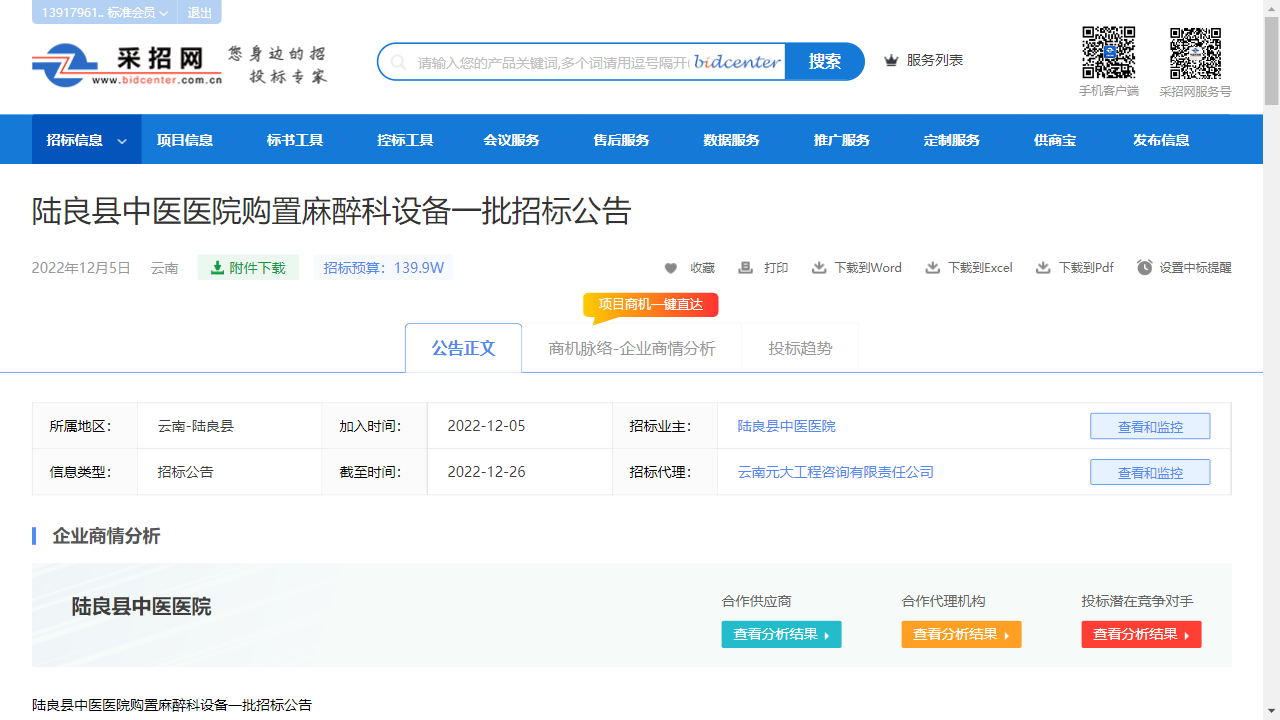 13917961.. 标准会员 退出
采招网
www.bidcenter.com.cn
您身边的招
投标专家
请输入您的产品关键词,多个词请用逗号隔开( bidcenter 搜索
服务列表
手机客户端 采招网服务号
招标信息 项目信息 标书工具 控标工具 会议服务 售后服务 数据服务 推广服务 定制服务 供商宝 发布信息
陆良县中医医院购置麻醉科设备一批招标公告
2022年12月5日 云南 附件下载 招标预算：139.9W 收藏 打印 下载到Word 下载到Excel 下载到Pdf 设置中标提醒
项目商机一键直达
公告正文 商机脉络-企业商情分析 投标趋势
所属地区： 云南-陆良县 加入时间： 2022-12-05 招标业主： 陆良县中医医院 查看和监控
信息类型： 招标公告 截至时间： 2022-12-26 招标代理： 云南元大工程咨询有限责任公司 查看和监控
企业商情分析
陆良县中医医院
合作供应商 合作代理机构 投标潜在竞争对手
查看分析结果 查看分析结果 查看分析结果
陆良县中医医院购置麻醉科设备一批招标公告